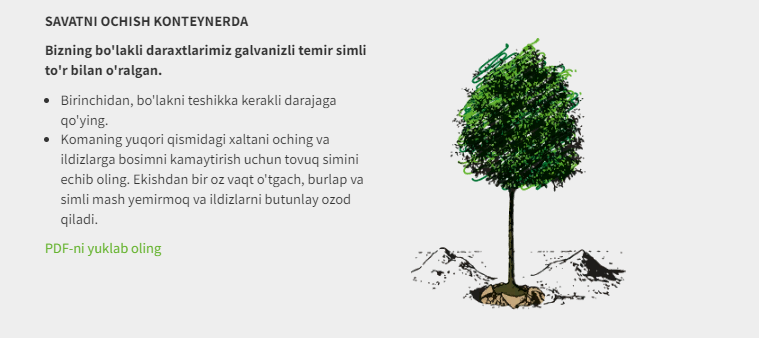 SAVATNI OCHISH KONTEYNERDA
Bizning bo'lakli daraxtlarimiz galvanizli temir simli
to'r bilan o'ralgan.
• Birinchidan, bo'lakni teshikka kerakli darajaga
qo'ying.
• Komaning yuqori qismidagi xaltani oching va
ildizlarga bosimni kamaytirish uchun tovuq simini
echib oling. Ekishdan bir oz vaqt o'tgach, burlap va
simli mash yemirmoq va ildizlarni butunlay ozod
qiladi.
PDF-ni yuklab oling